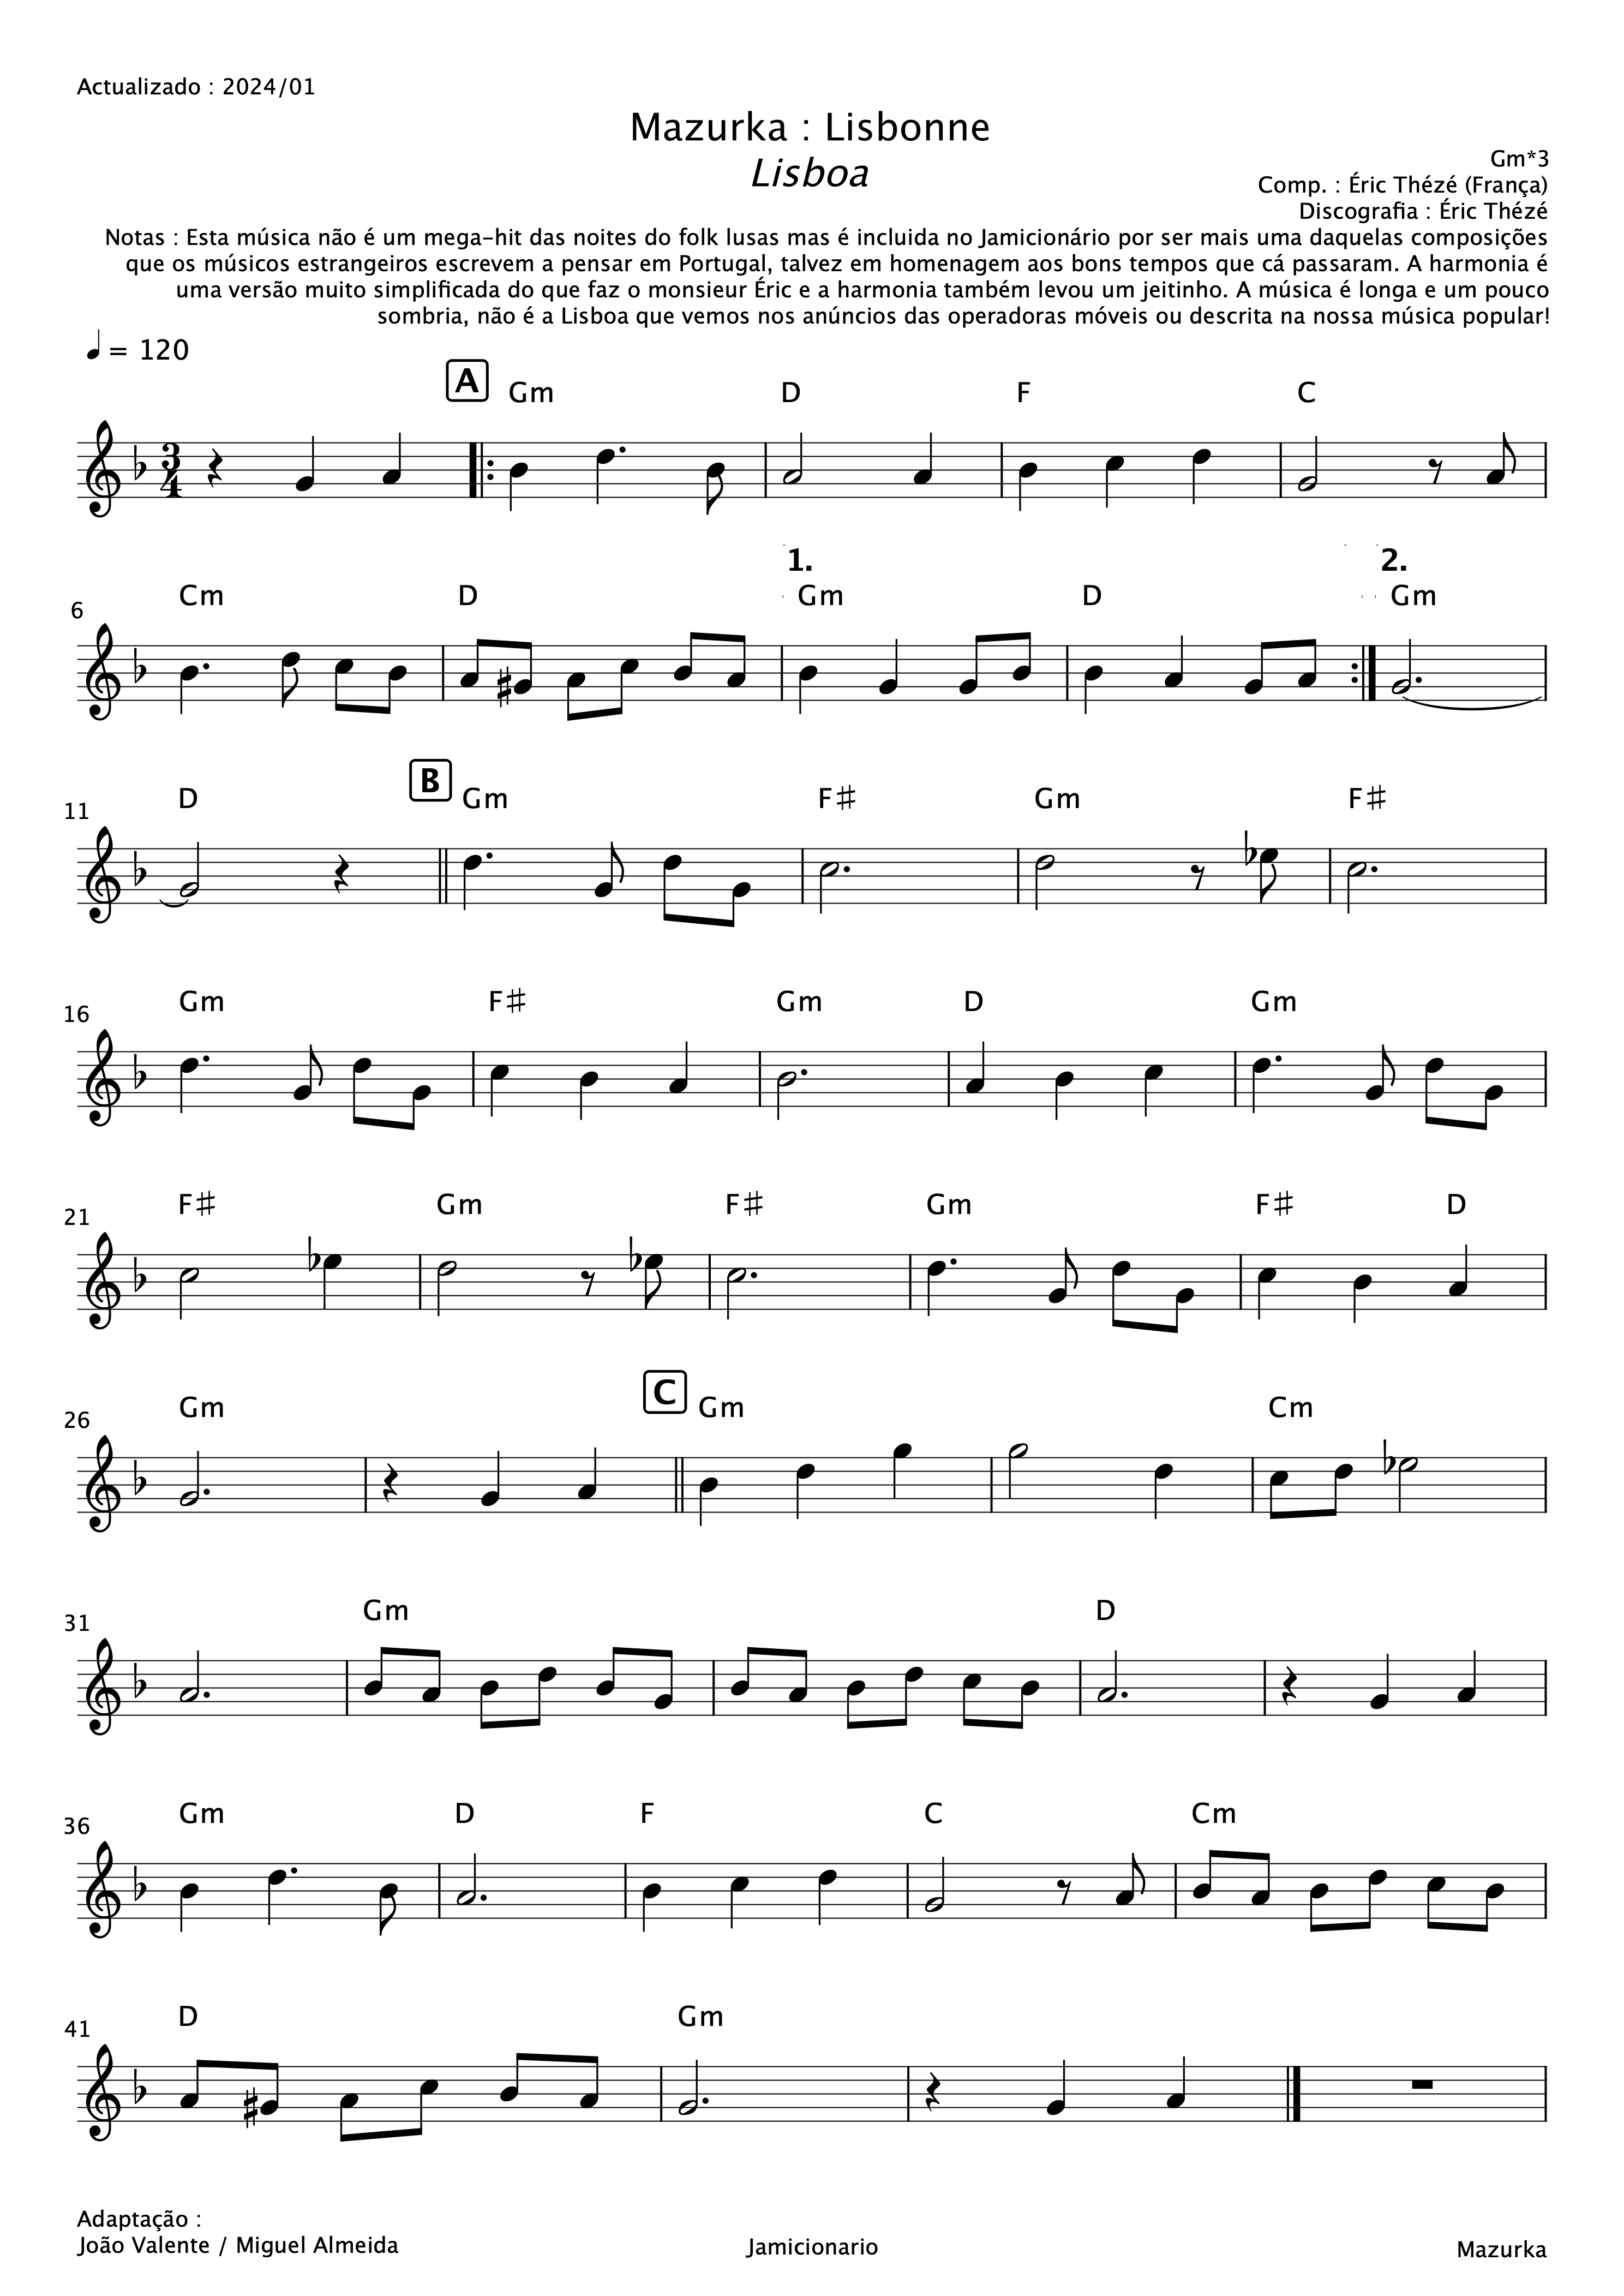 Actualizado : 2024/01
Mazurka : Lisbonne
Lisboa
Gm*3
Comp. : Éric Thézé (França)
Discografia : Éric Thézé
Notas : Esta música não é um mega-hit das noites do folk lusas mas é incluida no Jamicionário por ser mais uma daquelas composições
que os músicos estrangeiros escrevem a pensar em Portugal, talvez em homenagem aos bons tempos que cá passaram. A harmonia é
uma versão muito simplificada do que faz o monsieur Éric e a harmonia também levou um jeitinho. A música é longa e um pouco
sombria, não é a Lisboa que vemos nos anúncios das operadoras móveis ou descrita na nossa música popular!
♩ = 120
A Gm D F C
3
4
1. 2.
6 Cm D Gm D Gm
B
11 D Gm F♯ Gm F♯
16 Gm F♯ Gm D Gm
21 F♯ Gm F♯ Gm F♯ D
C
26 Gm Gm Cm
31 Gm D
36 Gm D F C Cm
41 D Gm
Adaptação :
João Valente / Miguel Almeida
Jamicionario
Mazurka